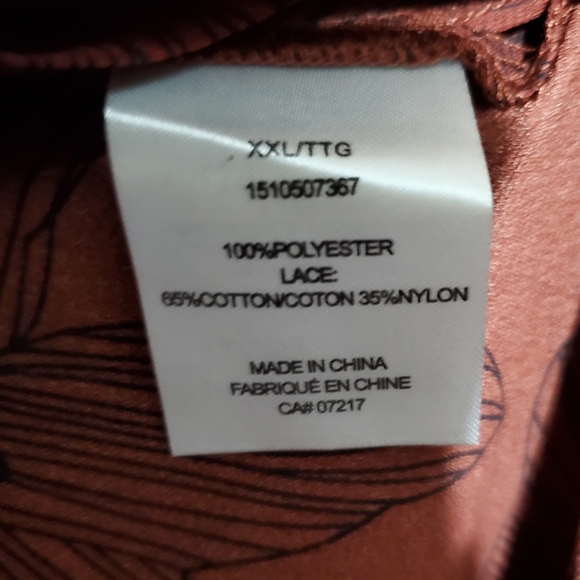 XXL/TTG
1510507367
100%POLYESTER
LACE:
65%COTTON/COTON 35%NYLON
MADE IN CHINA
FABRIQUÉ EN CHINE
CA# 07217